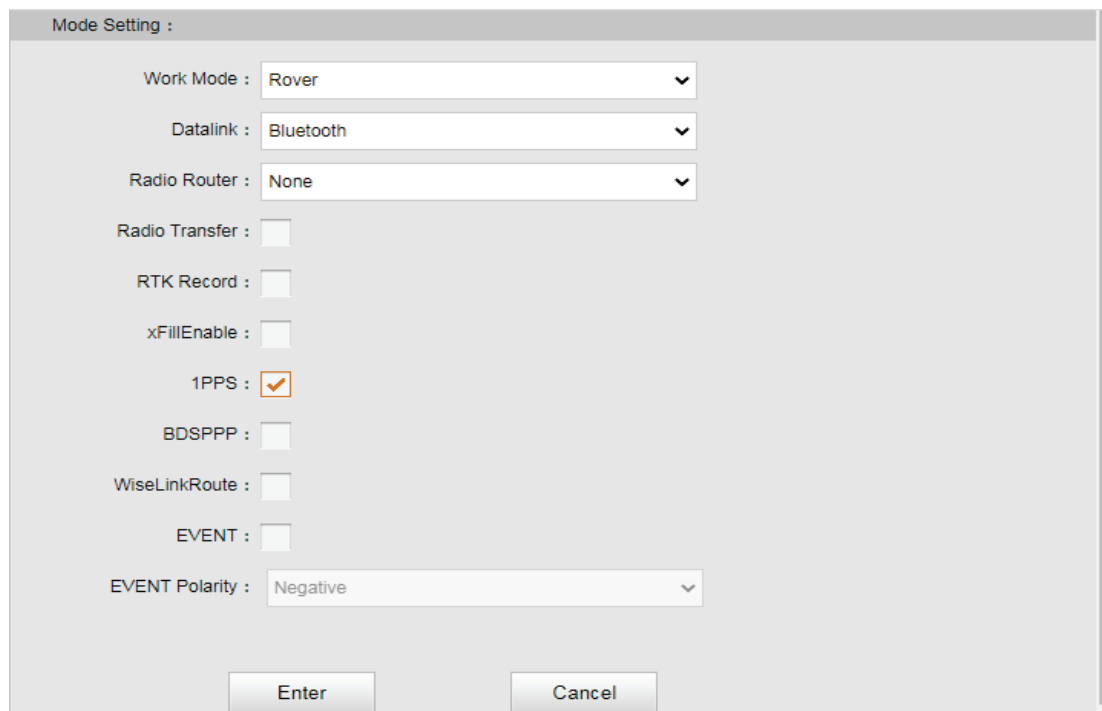 Mode Setting :
Work Mode : Rover
Datalink : Bluetooth
Radio Router : None
Radio Transfer :
RTK Record :
xFillEnable :
1PPS :
BDSPPP :
WiseLinkRoute :
EVENT :
EVENT Polarity : Negative
Enter Cancel